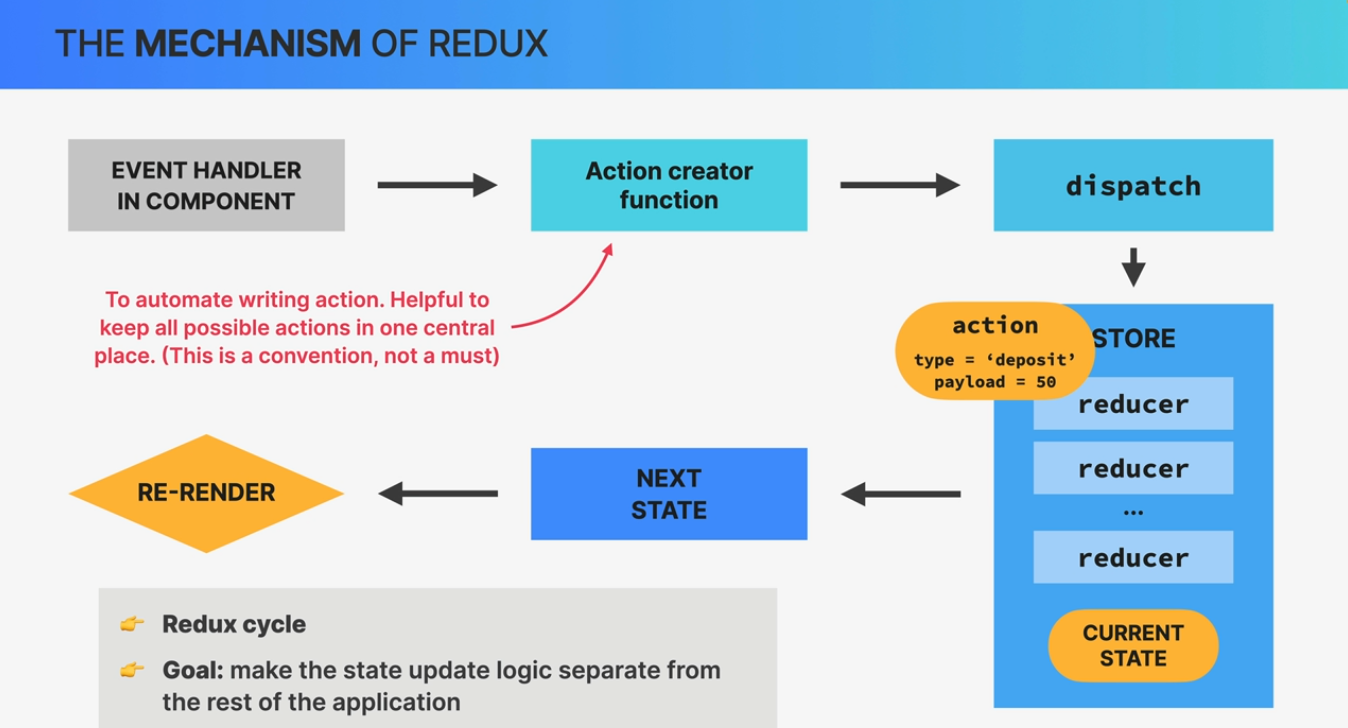 THE MECHANISM OF REDUX
EVENT HANDLER
IN COMPONENT
Action creator
function
dispatch
To automate writing action. Helpful to
keep all possible actions in one central
place. (This is a convention, not a must)
action
type = ‘deposit’
payload = 50
STORE
reducer
reducer
...
reducer
CURRENT
STATE
NEXT
STATE
RE-RENDER
Redux cycle
Goal: make the state update logic separate from
the rest of the application